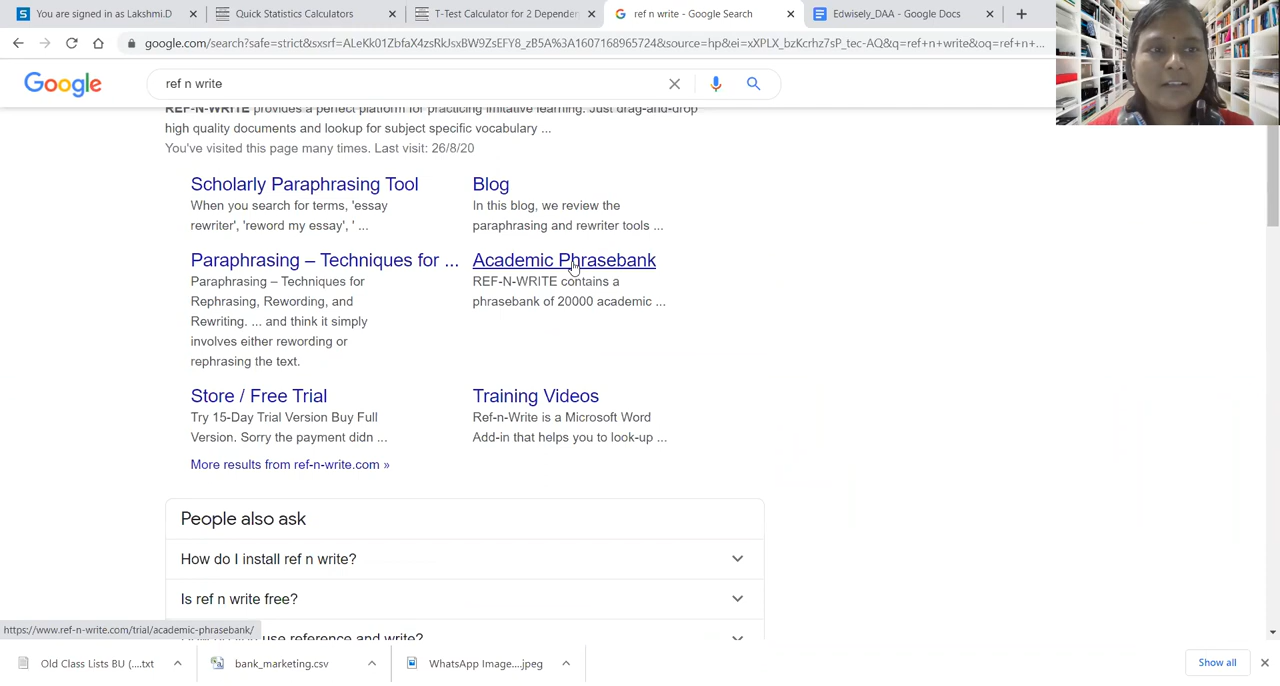 You are signed in as Lakshmi.D
Quick Statistics Calculators
T-Test Calculator for 2 Dependen
ref n write - Google Search
Edwisely_DAA - Google Docs
google.com/search?safe=strict&sxsrf=ALeKk01ZbfaX4zsRkJsxBW9ZsEFY8_zB5A%3A1607168965724&source=hp&ei=xXPLX_bzKcrhz7sP_tec-AQ&q=ref+n+write&oq=ref+n+...
Google
ref n write
REF-N-WRITE provides a perfect platform for practicing imitative learning. Just drag-and-drop
high quality documents and lookup for subject specific vocabulary ...
You've visited this page many times. Last visit: 26/8/20
Scholarly Paraphrasing Tool
When you search for terms, 'essay
rewriter', 'reword my essay', ' ...
Blog
In this blog, we review the
paraphrasing and rewriter tools ...
Paraphrasing – Techniques for ...
Paraphrasing – Techniques for
Rephrasing, Rewording, and
Rewriting. ... and think it simply
involves either rewording or
rephrasing the text.
Academic Phrasebank
REF-N-WRITE contains a
phrasebank of 20000 academic ...
Store / Free Trial
Try 15-Day Trial Version Buy Full
Version. Sorry the payment didn ...
Training Videos
Ref-n-Write is a Microsoft Word
Add-in that helps you to look-up ...
More results from ref-n-write.com »
People also ask
How do I install ref n write?
Is ref n write free?
use reference and write?
https://www.ref-n-write.com/trial/academic-phrasebank/
Old Class Lists BU (....txt
bank_marketing.csv
WhatsApp Image....jpeg
Show all